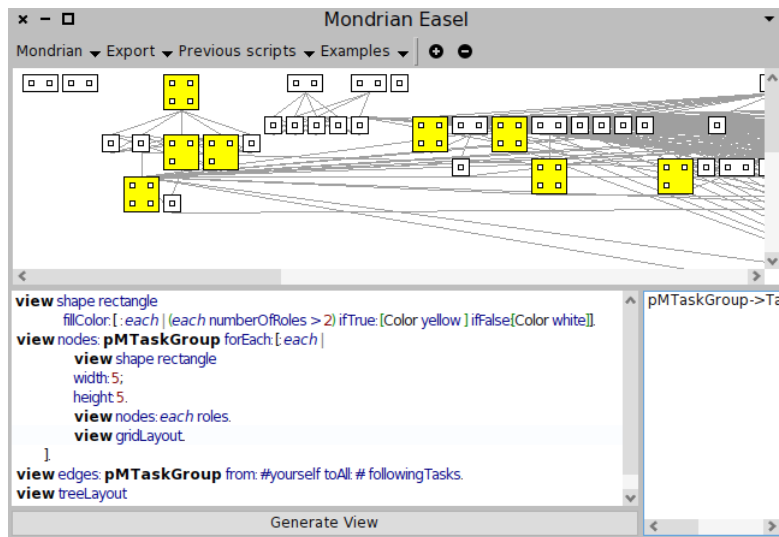 Mondrian Easel
Mondrian Export Previous scripts Examples
view shape rectangle
fillColor: [ :each | (each numberOfRoles > 2) ifTrue: [Color yellow ] ifFalse:[Color white]].
view nodes: pMTaskGroup forEach: [:each |
view shape rectangle
width: 5;
height: 5.
view nodes: each roles.
view gridLayout.
].
view edges: pMTaskGroup from: #yourself toAll: # followingTasks.
view treeLayout
pMTaskGroup->Ta
Generate View